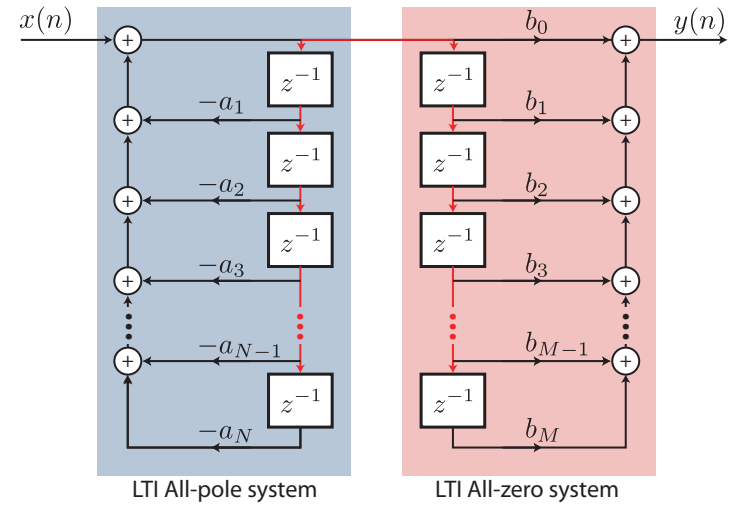 x(n) + b_0 + y(n)
z^{-1} z^{-1}
+ -a_1 b_1 +
z^{-1} z^{-1}
+ -a_2 b_2 +
z^{-1} z^{-1}
+ -a_3 b_3 +
+ -a_{N-1} b_{M-1} +
z^{-1} z^{-1}
-a_N b_M
LTI All-pole system LTI All-zero system